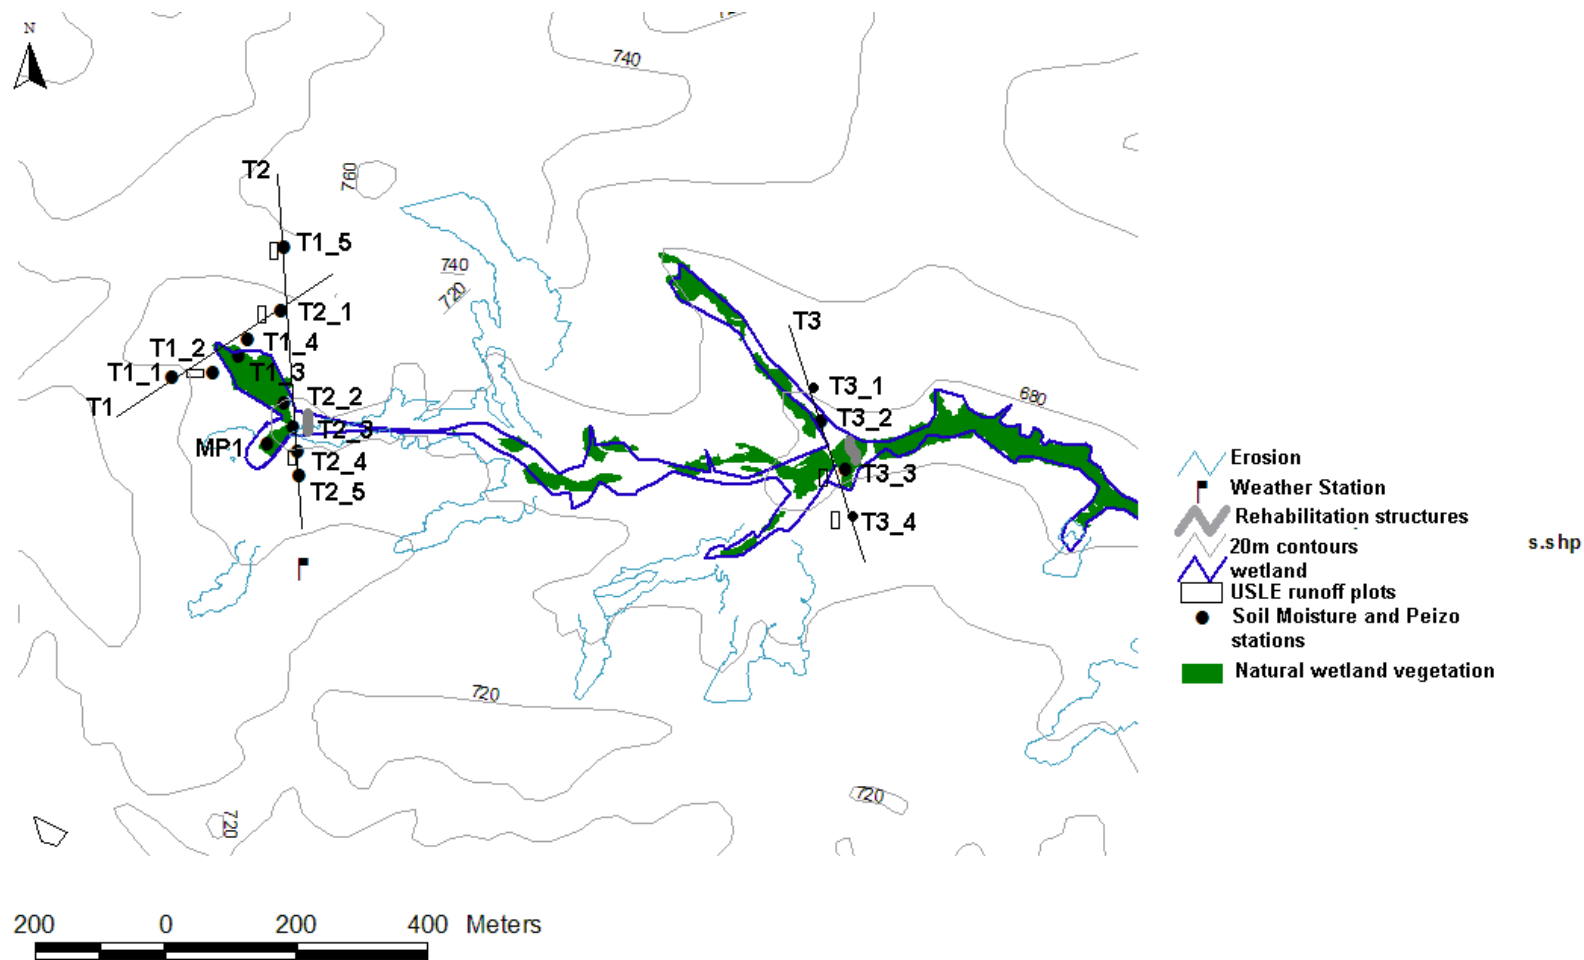 N
740
T2
760
T1_5
740
720
T2_1
T1_2
T1_4
T1_1
T1_3
T1
T2_2
T2_3
MP1
T2_4
T2_5
T3
T3_1
T3_2
T3_3
T3_4
680
720
720
720
Erosion
Weather Station
Rehabilitation structures
20m contours
wetland
USLE runoff plots
Soil Moisture and Peizo
stations
Natural wetland vegetation
s.shp
200 0 200 400 Meters